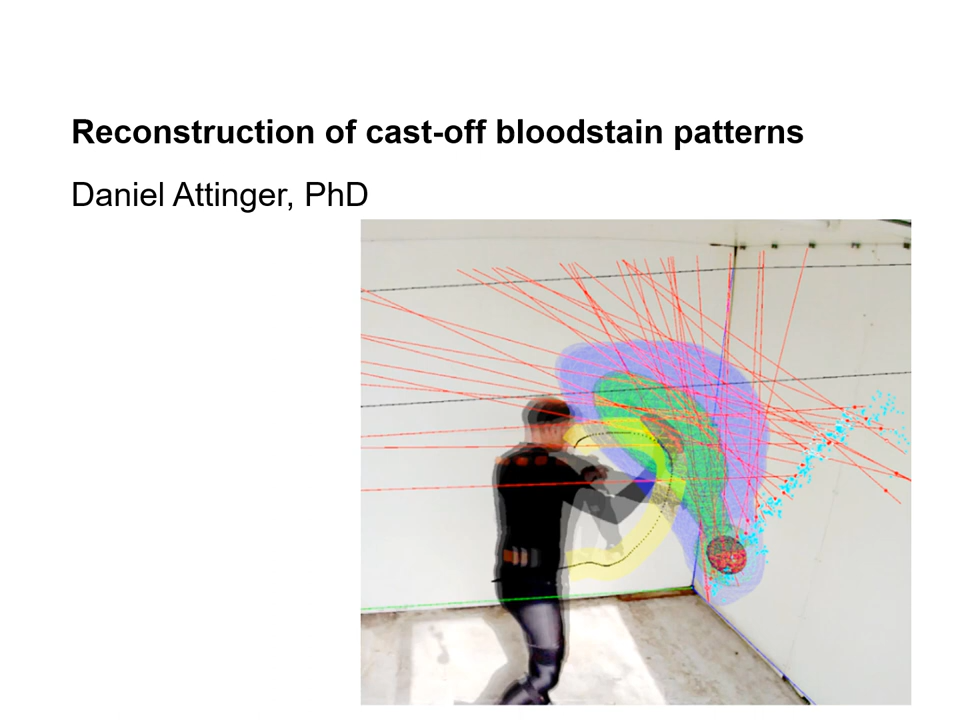 Reconstruction of cast-off bloodstain patterns
Daniel Attinger, PhD